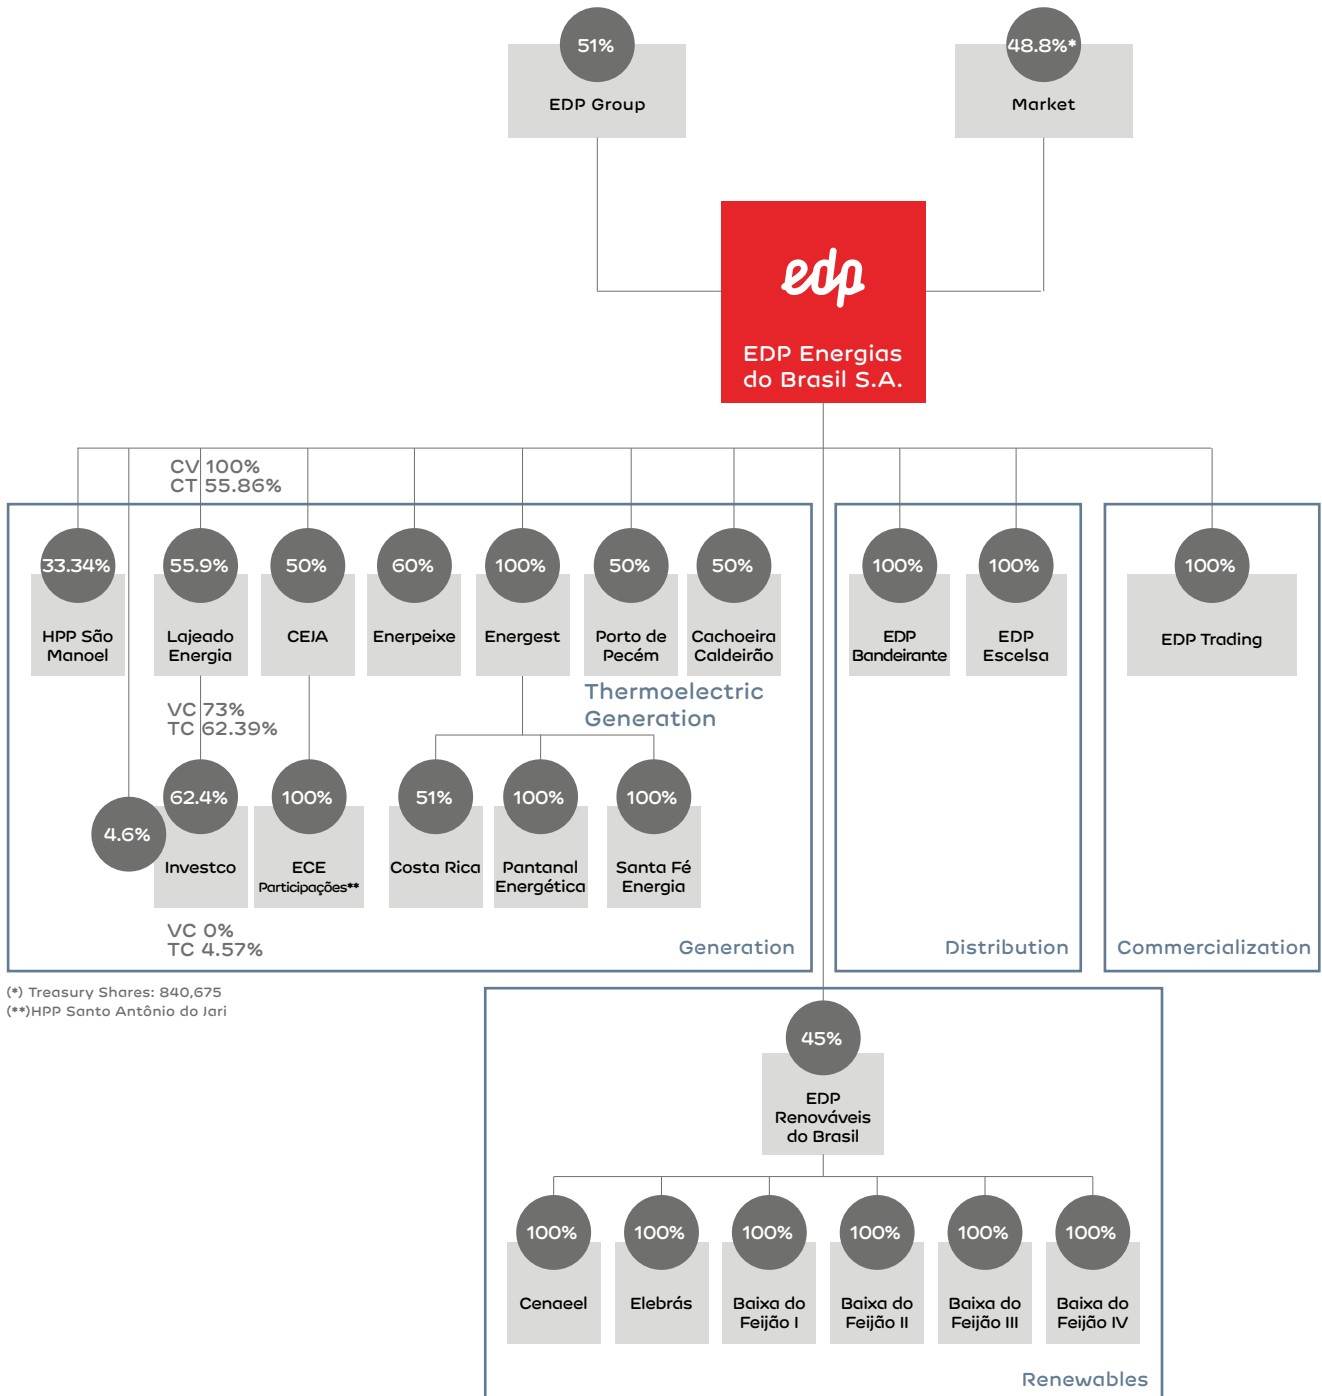 51%
EDP Group
48.8%*
Market
edp
EDP Energias
do Brasil S.A.
CV 100%
CT 55.86%
33.34%
HPP São
Manoel
55.9%
Lajeado
Energia
50%
CEJA
60%
Enerpeixe
100%
Energest
50%
Porto de
Pecém
50%
Cachoeira
Caldeirão
Thermoelectric
Generation
VC 73%
TC 62.39%
4.6%
62.4%
Investco
100%
ECE
Participações**
51%
Costa Rica
100%
Pantanal
Energética
100%
Santa Fé
Energia
VC 0%
TC 4.57%
Generation
100%
EDP
Bandeirante
100%
EDP
Escelsa
Distribution
100%
EDP Trading
Commercialization
(*) Treasury Shares: 840,675
(**)HPP Santo Antônio do Jari
45%
EDP
Renováveis
do Brasil
100%
Cenaeel
100%
Elebrás
100%
Baixa do
Feijão I
100%
Baixa do
Feijão II
100%
Baixa do
Feijão III
100%
Baixa do
Feijão IV
Renewables